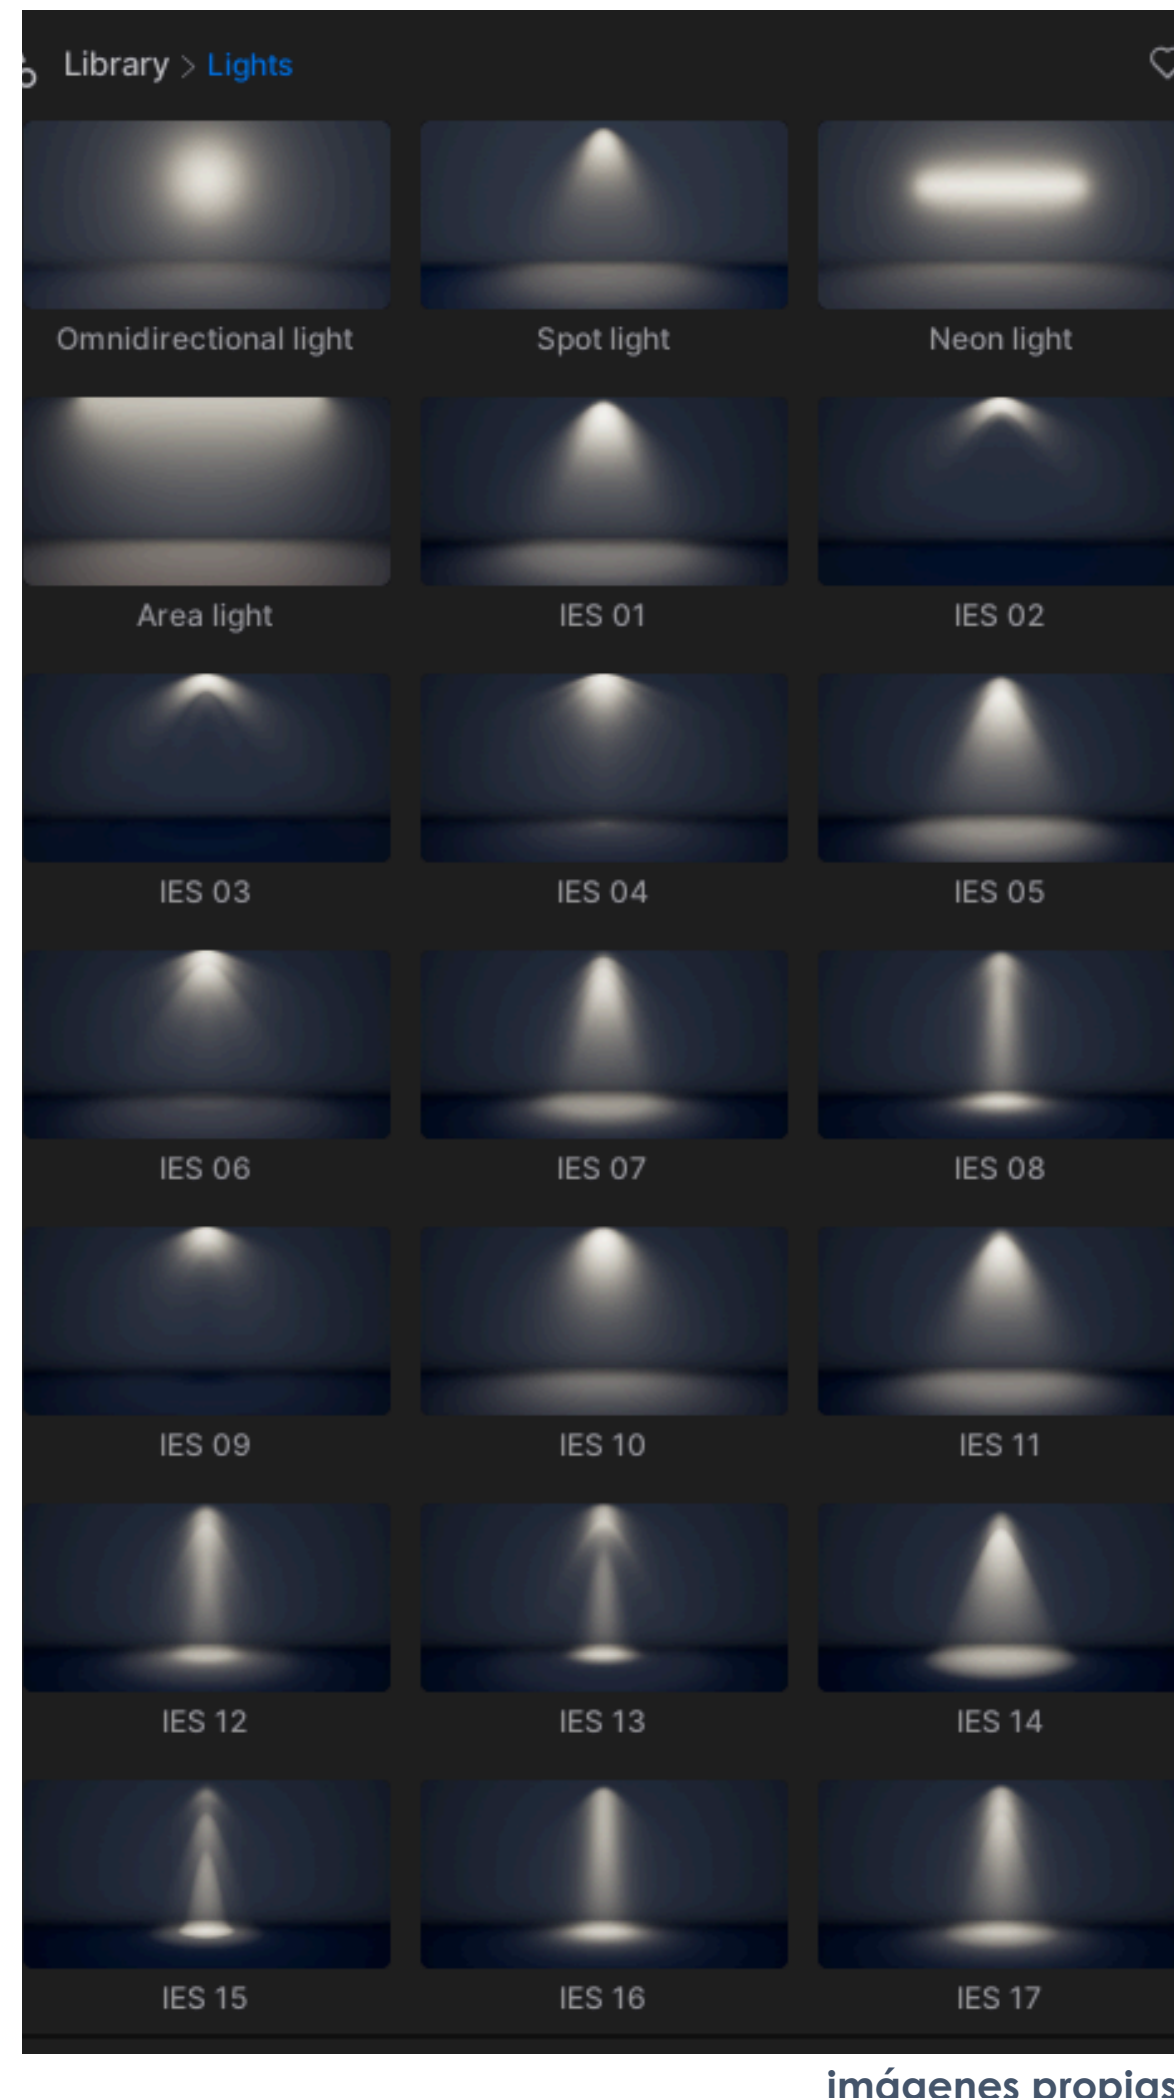 Library > Lights
Omnidirectional light Spot light Neon light
Area light IES 01 IES 02
IES 03 IES 04 IES 05
IES 06 IES 07 IES 08
IES 09 IES 10 IES 11
IES 12 IES 13 IES 14
IES 15 IES 16 IES 17
imágenes propias